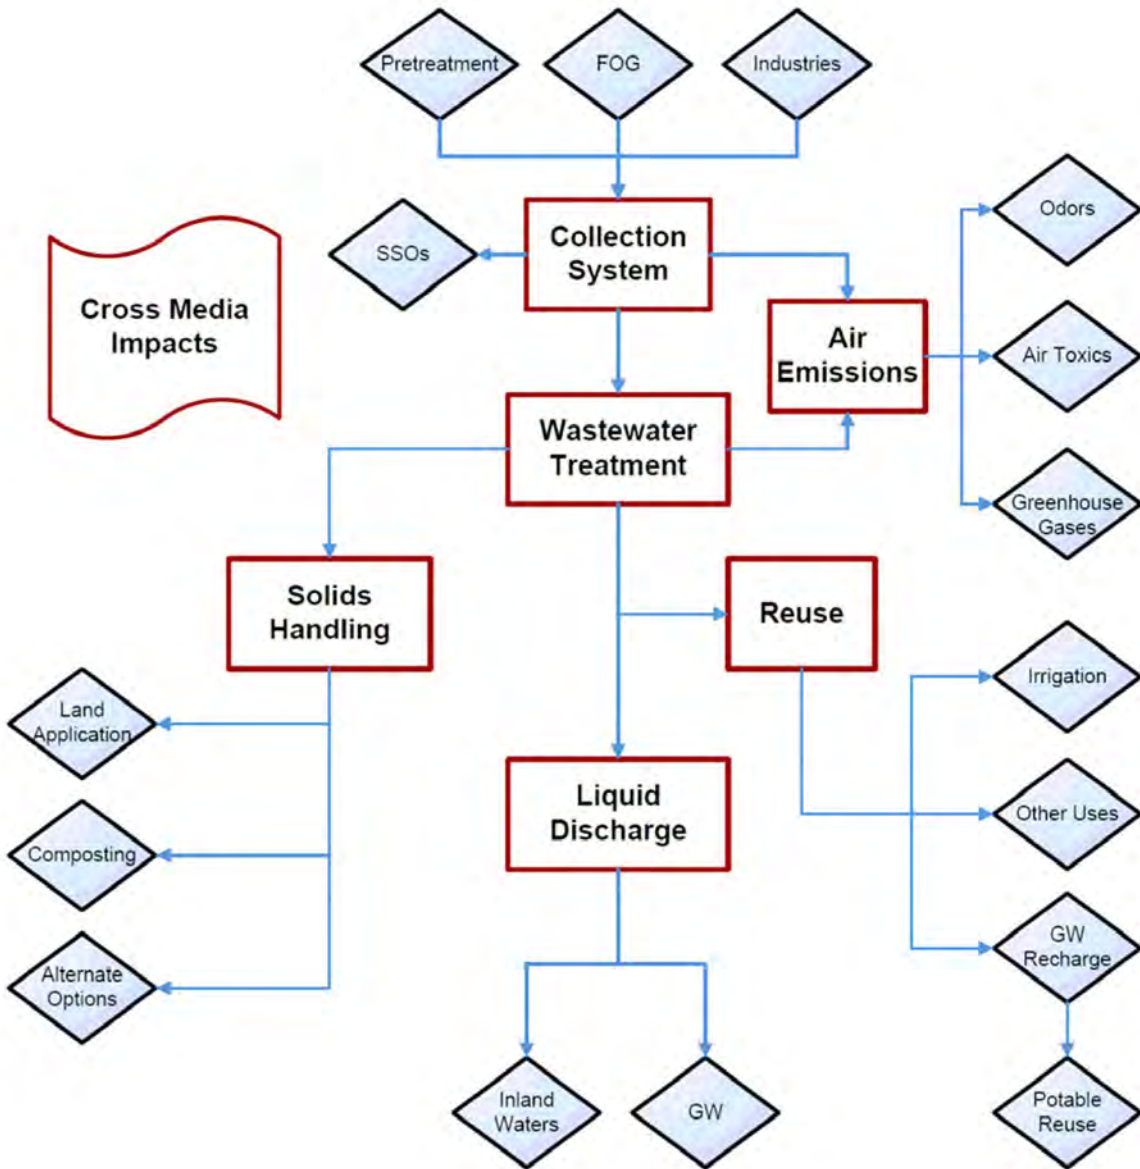 Pretreatment
FOG
Industries
Collection
System
SSOs
Odors
Cross Media
Impacts
Air
Emissions
Air Toxics
Wastewater
Treatment
Greenhouse
Gases
Solids
Handling
Reuse
Land
Application
Irrigation
Liquid
Discharge
Other Uses
Composting
GW
Recharge
Alternate
Options
Inland
Waters
GW
Potable
Reuse